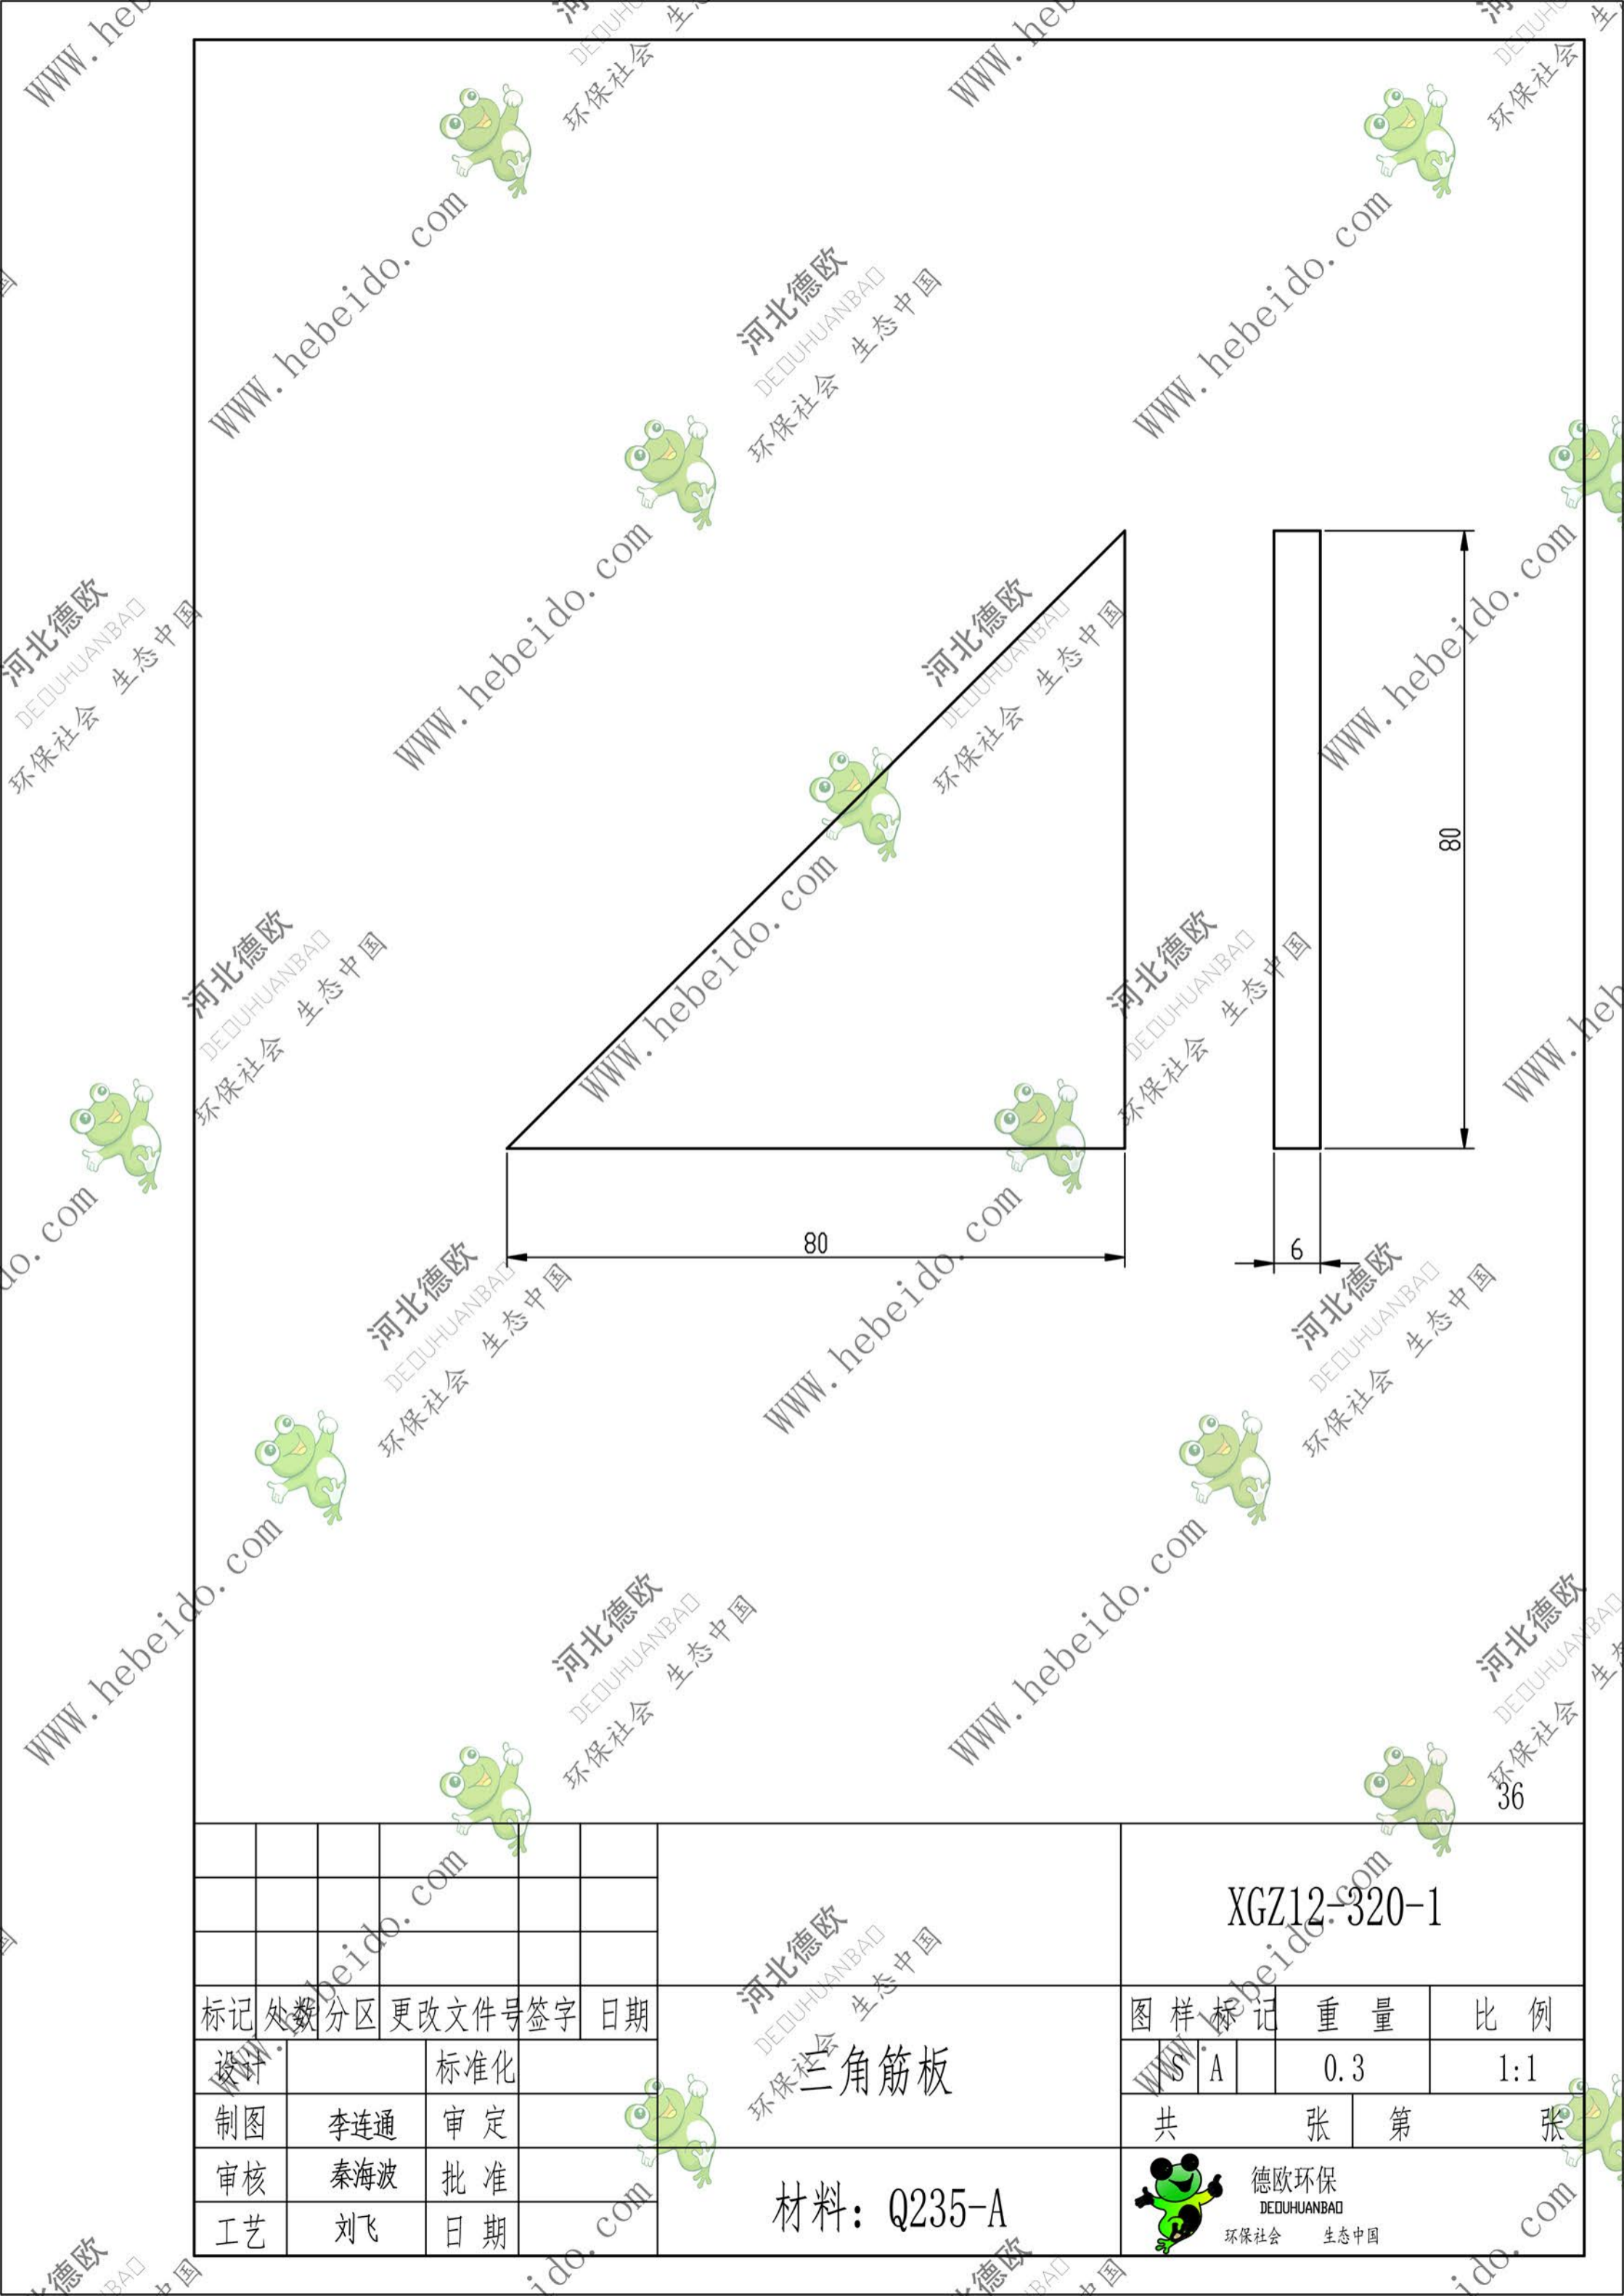 80
80
6
36
XGZ12-320-1
标记 处数 分区 更改文件号 签字 日期
设计 标准化
制图 李连通 审定
审核 秦海波 批准
工艺 刘飞 日期
三角筋板
材料：Q235-A
图样标记 重量 比例
S A 0.3 1:1
共 张 第 张
德欧环保
DEOUHUANBAO
环保社会 生态中国
WWW.hebeido.com
河北德欧
DEOUHUANBAO
环保社会 生态中国